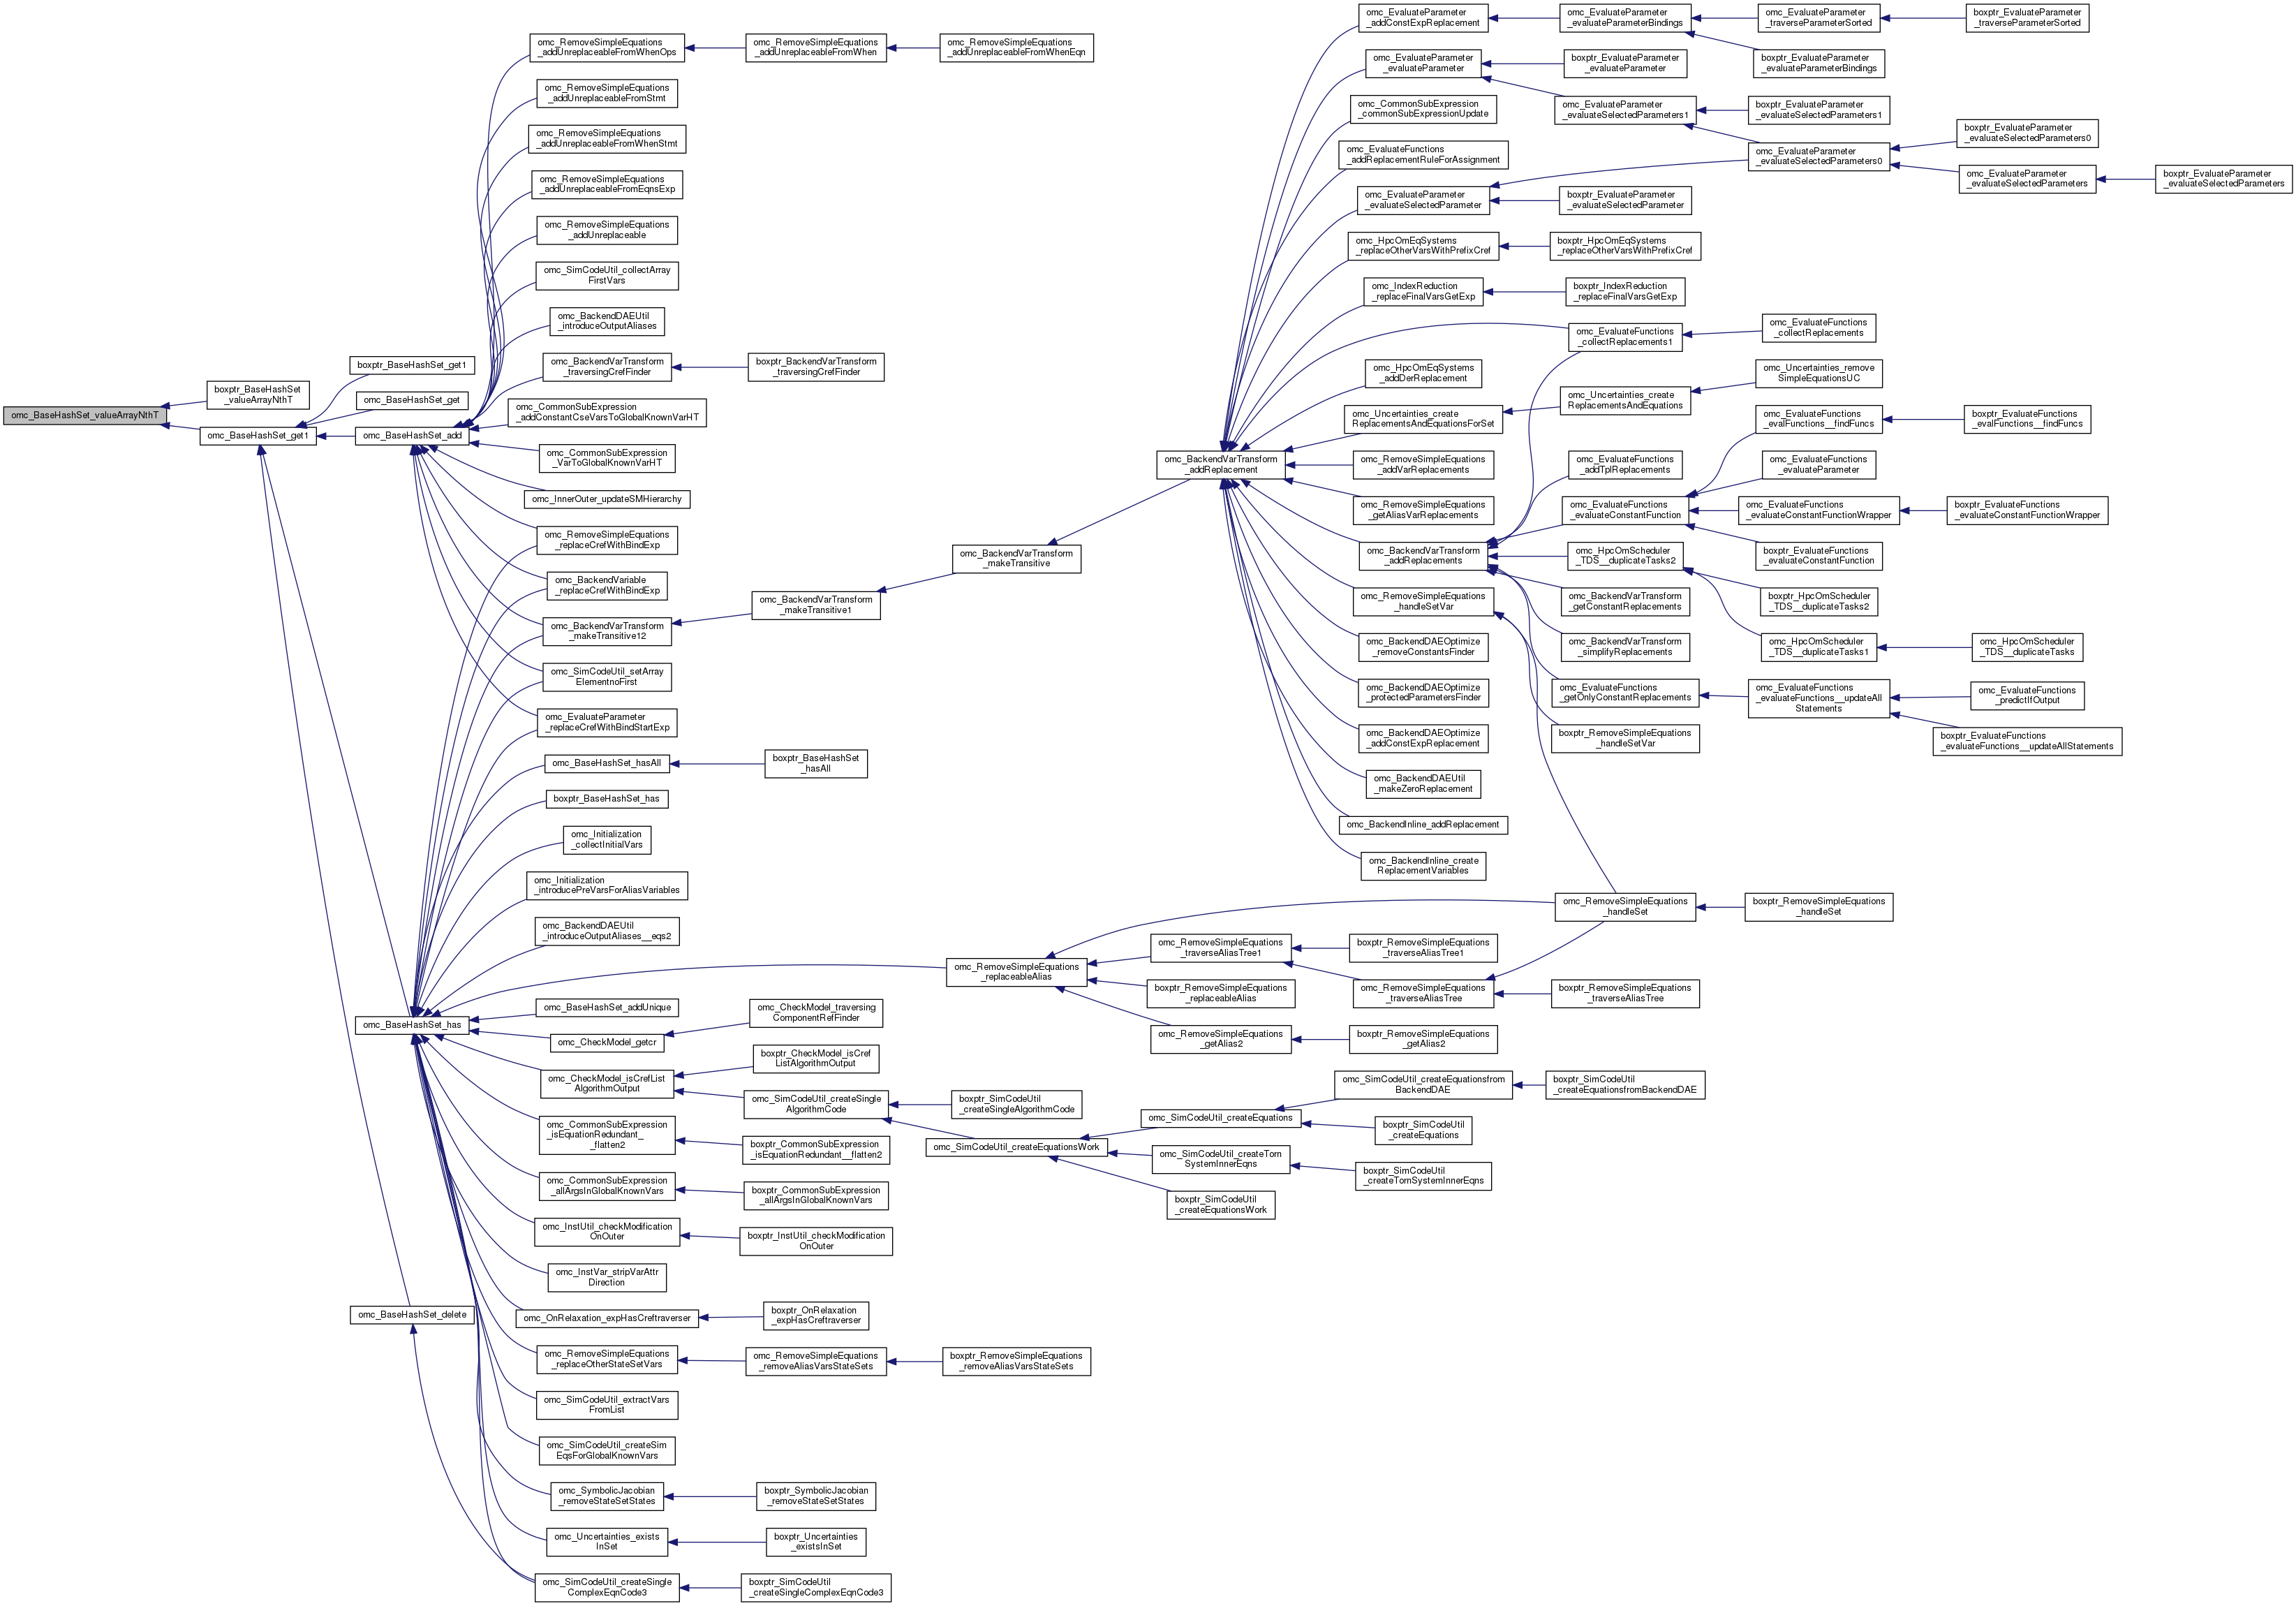 omc_BaseHashSet_valueArrayNthT
boxptr_BaseHashSet
_valueArrayNthT
omc_BaseHashSet_get1
boxptr_BaseHashSet_get1
omc_BaseHashSet_get
omc_BaseHashSet_add
omc_BaseHashSet_has
omc_BaseHashSet_delete
omc_RemoveSimpleEquations
_addUnreplaceableFromWhenOps
omc_RemoveSimpleEquations
_addUnreplaceableFromWhen
omc_RemoveSimpleEquations
_addUnreplaceableFromWhenEqn
omc_RemoveSimpleEquations
_addUnreplaceableFromStmt
omc_RemoveSimpleEquations
_addUnreplaceableFromWhenStmt
omc_RemoveSimpleEquations
_addUnreplaceableFromEqnsExp
omc_RemoveSimpleEquations
_addUnreplaceable
omc_SimCodeUtil_collectArray
FirstVars
omc_BackendDAEUtil
_introduceOutputAliases
omc_BackendVarTransform
_traversingCrefFinder
boxptr_BackendVarTransform
_traversingCrefFinder
omc_CommonSubExpression
_addConstantCseVarsToGlobalKnownVarHT
omc_CommonSubExpression
_VarToGlobalKnownVarHT
omc_InnerOuter_updateSMHierarchy
omc_RemoveSimpleEquations
_replaceCrefWithBindExp
omc_BackendVariable
_replaceCrefWithBindExp
omc_BackendVarTransform
_makeTransitive12
omc_BackendVarTransform
_makeTransitive1
omc_BackendVarTransform
_makeTransitive
omc_BackendVarTransform
_addReplacement
omc_SimCodeUtil_setArray
ElementnoFirst
omc_EvaluateParameter
_replaceCrefWithBindStartExp
omc_BaseHashSet_hasAll
boxptr_BaseHashSet
_hasAll
boxptr_BaseHashSet_has
omc_Initialization
_collectInitialVars
omc_Initialization
_introducePreVarsForAliasVariables
omc_BackendDAEUtil
_introduceOutputAliases__eqs2
omc_RemoveSimpleEquations
_replaceableAlias
omc_BaseHashSet_addUnique
omc_CheckModel_getcr
omc_CheckModel_traversing
ComponentRefFinder
omc_CheckModel_isCrefList
AlgorithmOutput
boxptr_CheckModel_isCref
ListAlgorithmOutput
omc_SimCodeUtil_createSingle
AlgorithmCode
boxptr_SimCodeUtil
_createSingleAlgorithmCode
omc_SimCodeUtil_createEquationsWork
omc_SimCodeUtil_createEquations
omc_SimCodeUtil_createEquationsfrom
BackendDAE
boxptr_SimCodeUtil
_createEquationsfromBackendDAE
boxptr_SimCodeUtil
_createEquations
omc_SimCodeUtil_createTorn
SystemInnerEqns
boxptr_SimCodeUtil
_createTornSystemInnerEqns
boxptr_SimCodeUtil
_createEquationsWork
omc_CommonSubExpression
_isEquationRedundant_
_flatten2
boxptr_CommonSubExpression
_isEquationRedundant__flatten2
omc_CommonSubExpression
_allArgsInGlobalKnownVars
boxptr_CommonSubExpression
_allArgsInGlobalKnownVars
omc_InstUtil_checkModification
OnOuter
boxptr_InstUtil_checkModification
OnOuter
omc_InstVar_stripVarAttr
Direction
omc_OnRelaxation_expHasCreftraverser
boxptr_OnRelaxation
_expHasCreftraverser
omc_RemoveSimpleEquations
_replaceOtherStateSetVars
omc_RemoveSimpleEquations
_removeAliasVarsStateSets
boxptr_RemoveSimpleEquations
_removeAliasVarsStateSets
omc_SimCodeUtil_extractVars
FromList
omc_SimCodeUtil_createSim
EqsForGlobalKnownVars
omc_SymbolicJacobian
_removeStateSetStates
boxptr_SymbolicJacobian
_removeStateSetStates
omc_Uncertainties_exists
InSet
boxptr_Uncertainties
_existsInSet
omc_SimCodeUtil_createSingle
ComplexEqnCode3
boxptr_SimCodeUtil
_createSingleComplexEqnCode3
omc_EvaluateParameter
_addConstExpReplacement
omc_EvaluateParameter
_evaluateParameterBindings
omc_EvaluateParameter
_traverseParameterSorted
boxptr_EvaluateParameter
_traverseParameterSorted
boxptr_EvaluateParameter
_evaluateParameterBindings
omc_EvaluateParameter
_evaluateParameter
boxptr_EvaluateParameter
_evaluateParameter
omc_EvaluateParameter
_evaluateSelectedParameters1
boxptr_EvaluateParameter
_evaluateSelectedParameters1
omc_EvaluateParameter
_evaluateSelectedParameters0
boxptr_EvaluateParameter
_evaluateSelectedParameters0
omc_EvaluateParameter
_evaluateSelectedParameters
boxptr_EvaluateParameter
_evaluateSelectedParameters
omc_CommonSubExpression
_commonSubExpressionUpdate
omc_EvaluateFunctions
_addReplacementRuleForAssignment
omc_EvaluateParameter
_evaluateSelectedParameter
boxptr_EvaluateParameter
_evaluateSelectedParameter
omc_HpcOmEqSystems
_replaceOtherVarsWithPrefixCref
boxptr_HpcOmEqSystems
_replaceOtherVarsWithPrefixCref
omc_IndexReduction
_replaceFinalVarsGetExp
boxptr_IndexReduction
_replaceFinalVarsGetExp
omc_EvaluateFunctions
_collectReplacements1
omc_EvaluateFunctions
_collectReplacements
omc_HpcOmEqSystems
_addDerReplacement
omc_Uncertainties_create
ReplacementsAndEquationsForSet
omc_Uncertainties_create
ReplacementsAndEquations
omc_Uncertainties_remove
SimpleEquationsUC
omc_RemoveSimpleEquations
_addVarReplacements
omc_RemoveSimpleEquations
_getAliasVarReplacements
omc_BackendVarTransform
_addReplacements
omc_EvaluateFunctions
_addTplReplacements
omc_EvaluateFunctions
_evaluateConstantFunction
omc_EvaluateFunctions
_evalFunctions__findFuncs
boxptr_EvaluateFunctions
_evalFunctions__findFuncs
omc_EvaluateFunctions
_evaluateParameter
omc_EvaluateFunctions
_evaluateConstantFunctionWrapper
boxptr_EvaluateFunctions
_evaluateConstantFunctionWrapper
boxptr_EvaluateFunctions
_evaluateConstantFunction
omc_HpcOmScheduler
_TDS__duplicateTasks2
boxptr_HpcOmScheduler
_TDS__duplicateTasks2
omc_HpcOmScheduler
_TDS__duplicateTasks1
omc_HpcOmScheduler
_TDS__duplicateTasks
omc_BackendVarTransform
_getConstantReplacements
omc_BackendVarTransform
_simplifyReplacements
omc_EvaluateFunctions
_getOnlyConstantReplacements
omc_EvaluateFunctions
_evaluateFunctions__updateAll
Statements
omc_EvaluateFunctions
_predictIfOutput
boxptr_EvaluateFunctions
_evaluateFunctions__updateAllStatements
omc_RemoveSimpleEquations
_handleSetVar
boxptr_RemoveSimpleEquations
_handleSetVar
omc_BackendDAEOptimize
_removeConstantsFinder
omc_BackendDAEOptimize
_protectedParametersFinder
omc_BackendDAEOptimize
_addConstExpReplacement
omc_BackendDAEUtil
_makeZeroReplacement
omc_BackendInline_addReplacement
omc_BackendInline_create
ReplacementVariables
omc_RemoveSimpleEquations
_handleSet
boxptr_RemoveSimpleEquations
_handleSet
omc_RemoveSimpleEquations
_traverseAliasTree1
boxptr_RemoveSimpleEquations
_traverseAliasTree1
boxptr_RemoveSimpleEquations
_replaceableAlias
omc_RemoveSimpleEquations
_traverseAliasTree
boxptr_RemoveSimpleEquations
_traverseAliasTree
omc_RemoveSimpleEquations
_getAlias2
boxptr_RemoveSimpleEquations
_getAlias2